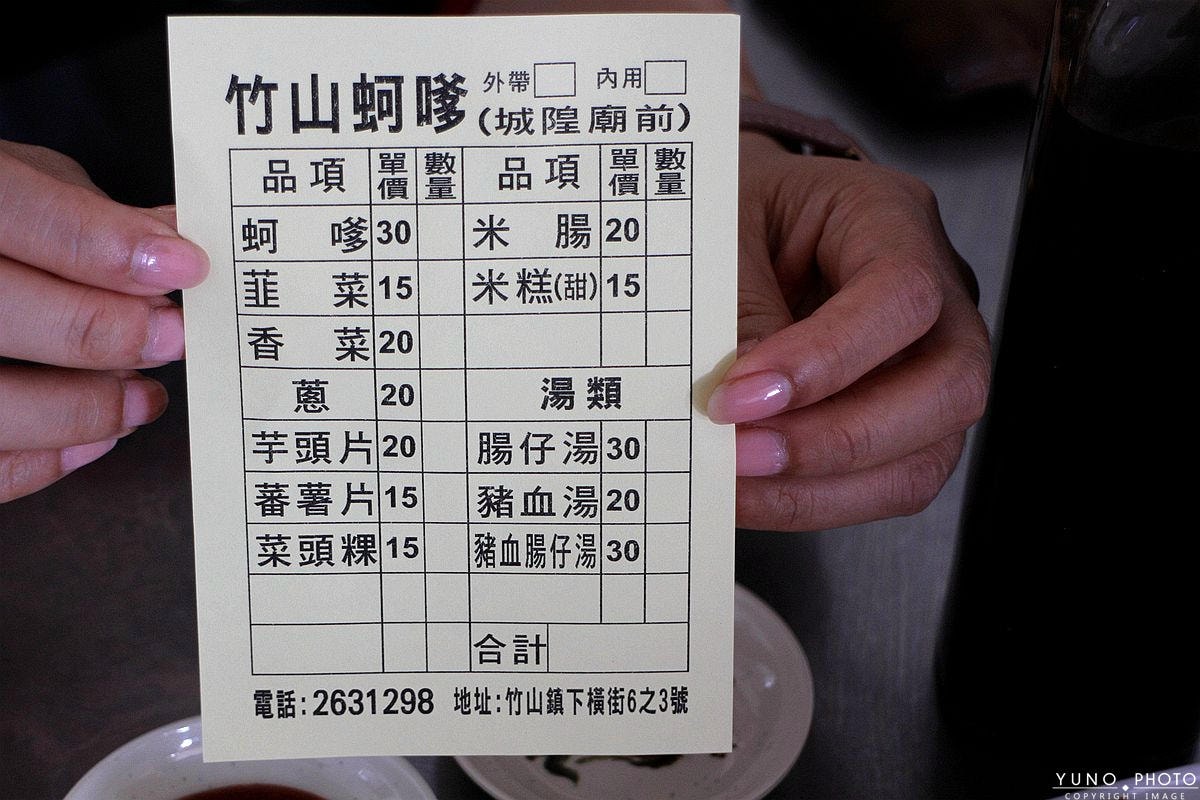 竹山蚵嗲 外帶 內用
(城隍廟前)
品項 單價 數量 品項 單價 數量
蚵嗲 30 米腸 20
韮菜 15 米糕(甜) 15
香菜 20
蔥 20 湯類
芋頭片 20 腸仔湯 30
蕃薯片 15 豬血湯 20
菜頭粿 15 豬血腸仔湯 30
合計
電話:2631298 地址:竹山鎮下橫街6之3號
YUNO PHOTO
COPYRIGHT IMAGE